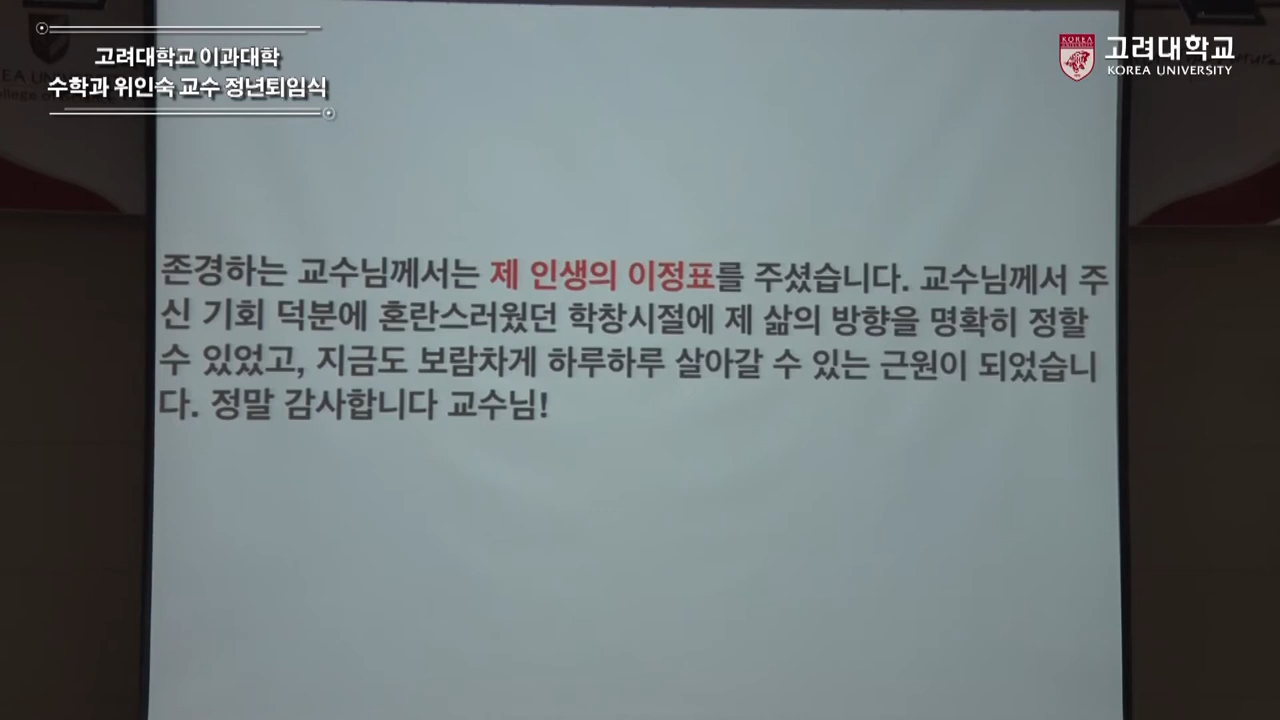 고려대학교 이과대학
수학과 위인숙 교수 정년퇴임식
KOREA
고려대학교
KOREA UNIVERSITY
존경하는 교수님께서는 제 인생의 이정표를 주셨습니다. 교수님께서 주
신 기회 덕분에 혼란스러웠던 학창시절에 제 삶의 방향을 명확히 정할
수 있었고, 지금도 보람차게 하루하루 살아갈 수 있는 근원이 되었습니
다. 정말 감사합니다 교수님!